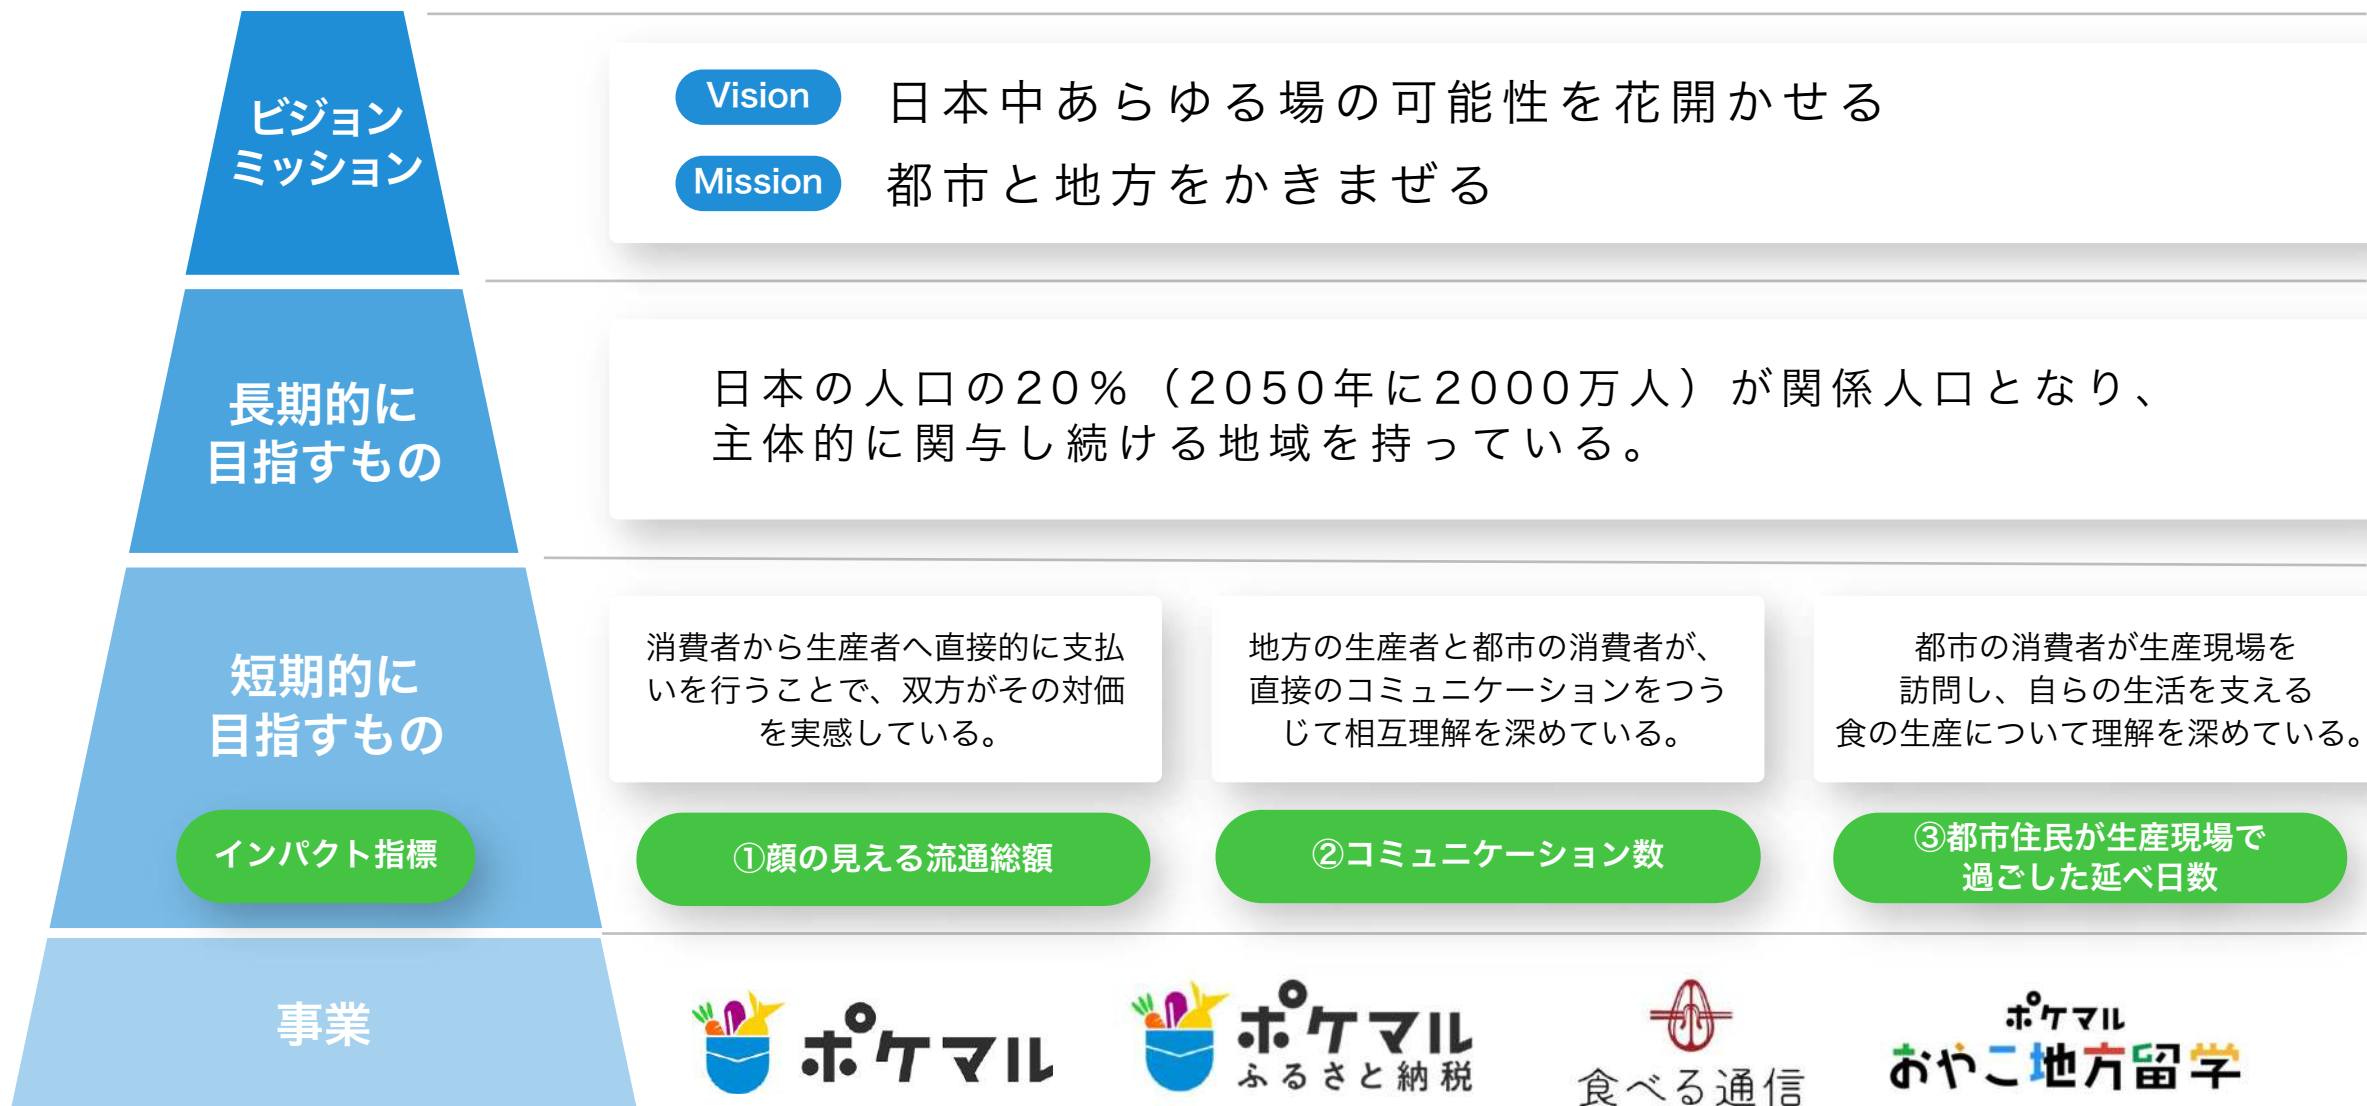 ビジョン
ミッション
Vision 日本中あらゆる場の可能性を花開かせる
Mission 都市と地方をかきまぜる
長期的に
目指すもの
日本の人口の20％（2050年に2000万人）が関係人口となり、
主体的に関与し続ける地域を持っている。
短期的に
目指すもの
インパクト指標
消費者から生産者へ直接的に支払
いを行うことで、双方がその対価
を実感している。
①顔の見える流通総額
地方の生産者と都市の消費者が、
直接のコミュニケーションをつう
じて相互理解を深めている。
②コミュニケーション数
都市の消費者が生産現場を
訪問し、自らの生活を支える
食の生産について理解を深めている。
③都市住民が生産現場で
過ごした延べ日数
事業
ポケマル
ポケマル
ふるさと納税
食べる通信
ポケマル
おやこ地方留学